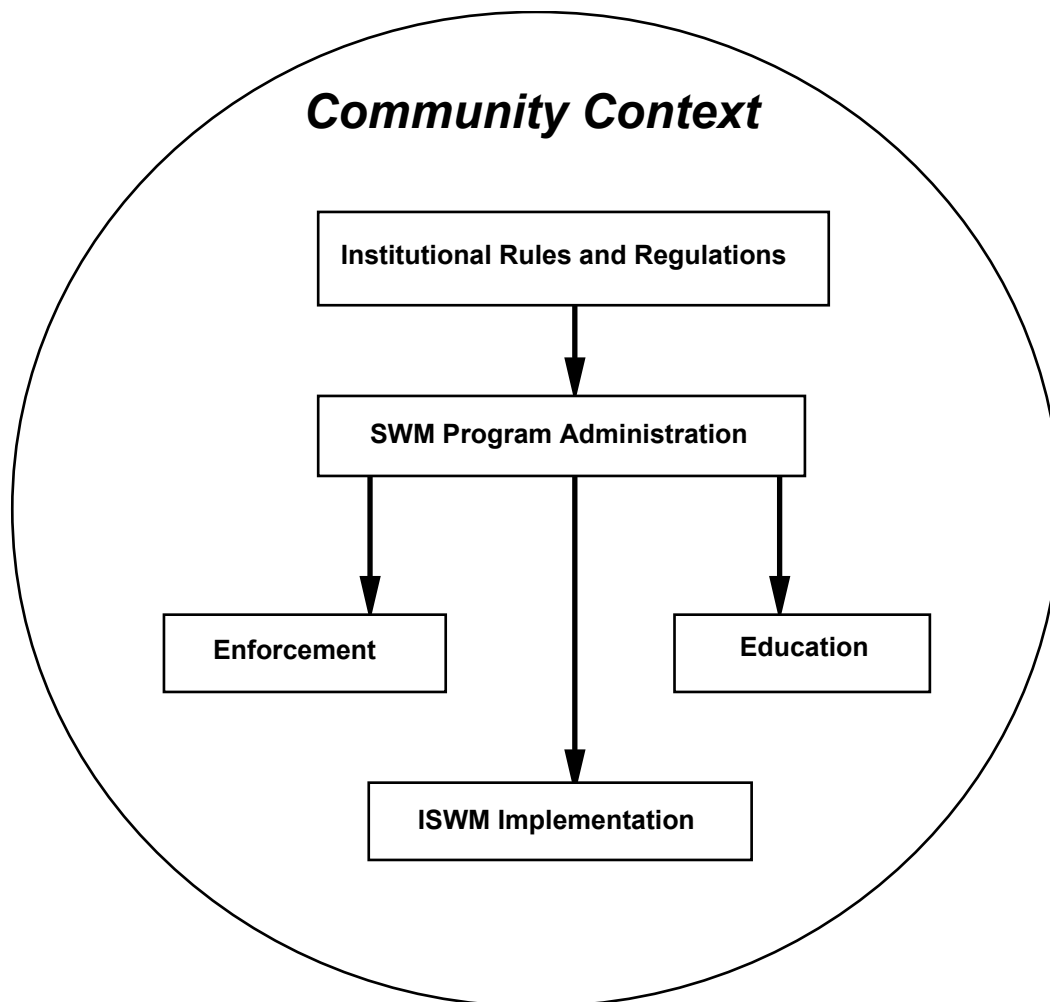 Community Context
Institutional Rules and Regulations
SWM Program Administration
Enforcement
Education
ISWM Implementation